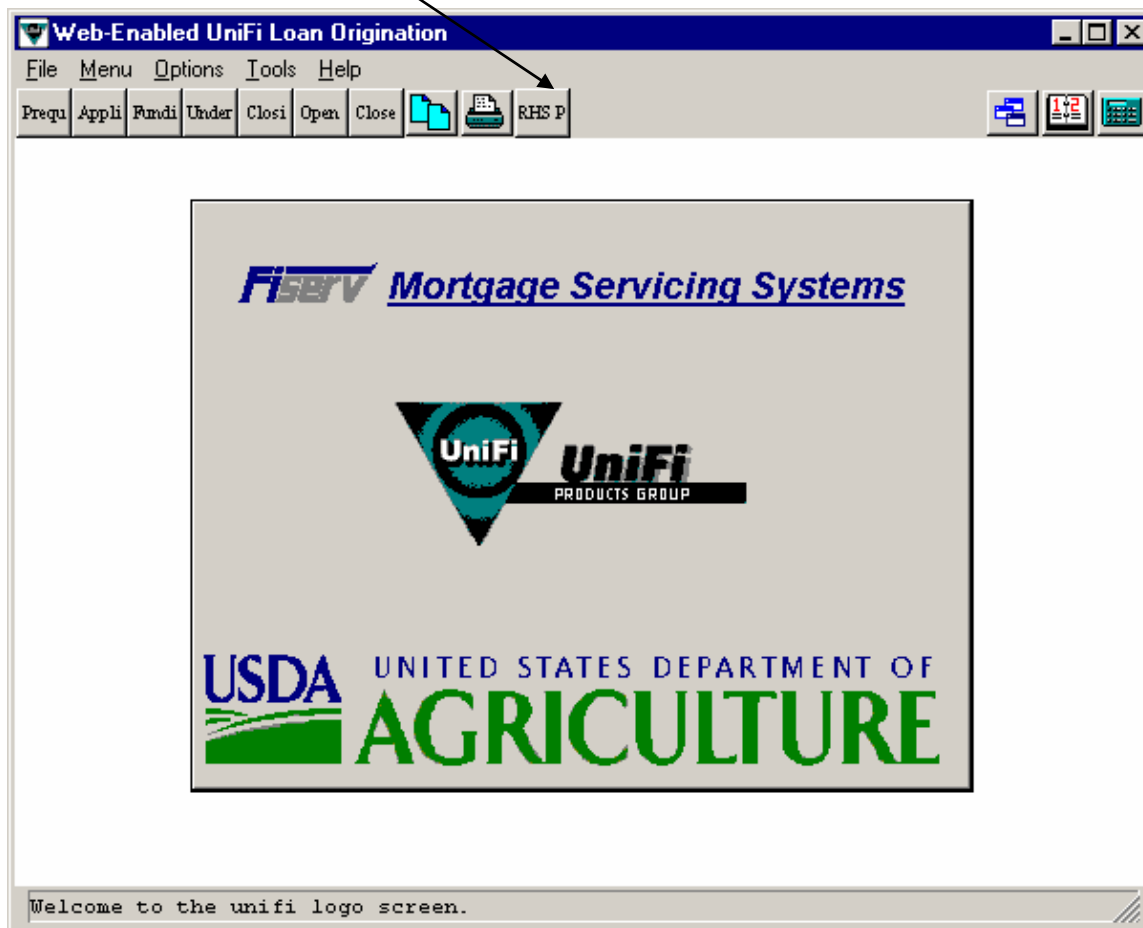 Web-Enabled UniFi Loan Origination
File Menu Options Tools Help
Prequ Appli Fundi Under Closi Open Close RHS P
1 2
Fiserv Mortgage Servicing Systems
UniFi
UniFi
PRODUCTS GROUP
USDA UNITED STATES DEPARTMENT OF
AGRICULTURE
Welcome to the unifi logo screen.